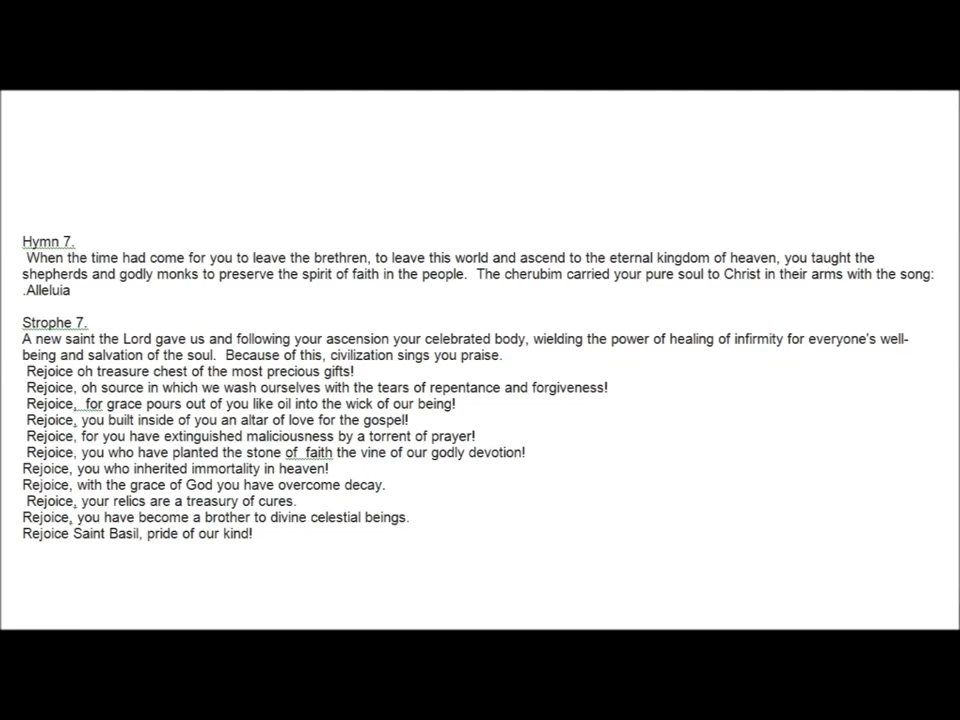 Hymn 7.
When the time had come for you to leave the brethren, to leave this world and ascend to the eternal kingdom of heaven, you taught the
shepherds and godly monks to preserve the spirit of faith in the people.  The cherubim carried your pure soul to Christ in their arms with the song:
.Alleluia
Strophe 7.
A new saint the Lord gave us and following your ascension your celebrated body, wielding the power of healing of infirmity for everyone's well-
being and salvation of the soul.  Because of this, civilization sings you praise.
Rejoice oh treasure chest of the most precious gifts!
Rejoice, oh source in which we wash ourselves with the tears of repentance and forgiveness!
Rejoice,  for grace pours out of you like oil into the wick of our being!
Rejoice, you built inside of you an altar of love for the gospel!
Rejoice, for you have extinguished maliciousness by a torrent of prayer!
Rejoice, you who have planted the stone of  faith the vine of our godly devotion!
Rejoice, you who inherited immortality in heaven!
Rejoice, with the grace of God you have overcome decay.
Rejoice, your relics are a treasury of cures.
Rejoice, you have become a brother to divine celestial beings.
Rejoice Saint Basil, pride of our kind!